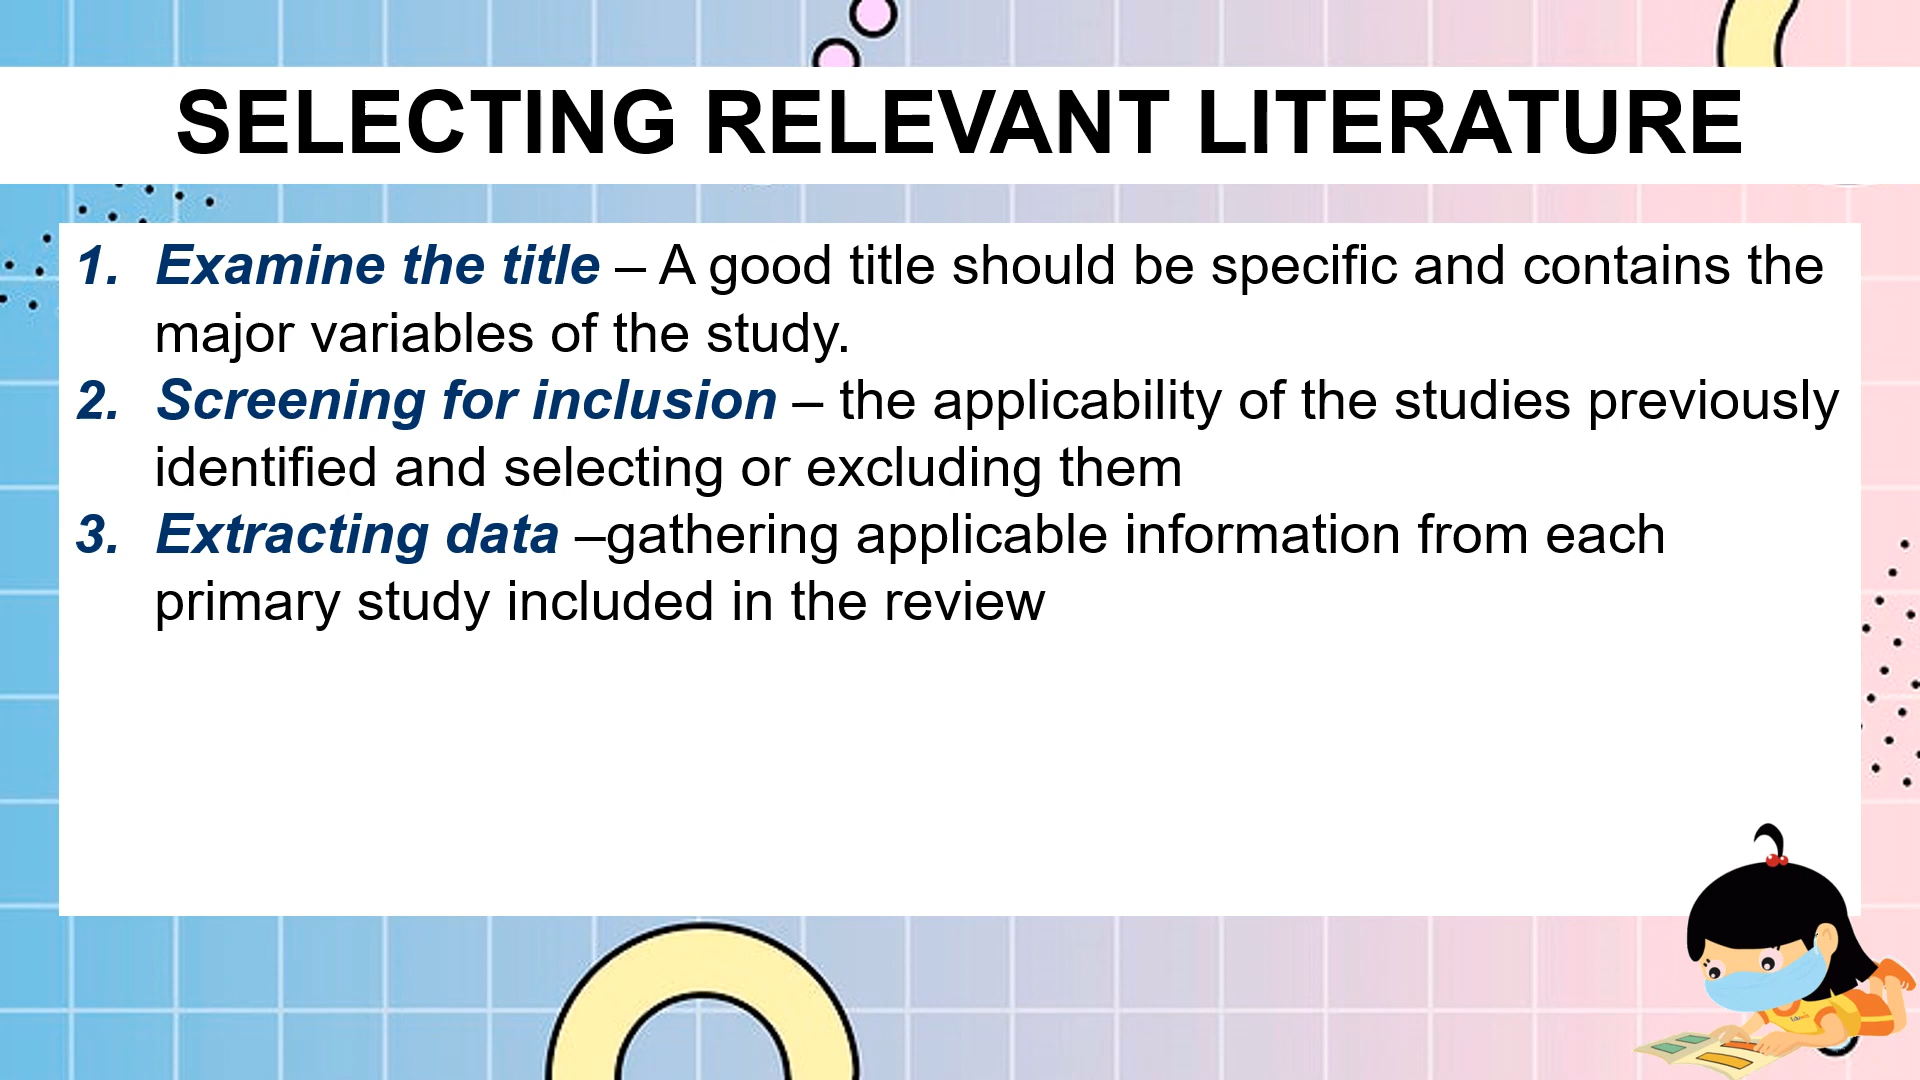 SELECTING RELEVANT LITERATURE
1. Examine the title – A good title should be specific and contains the
major variables of the study.
2. Screening for inclusion – the applicability of the studies previously
identified and selecting or excluding them
3. Extracting data –gathering applicable information from each
primary study included in the review